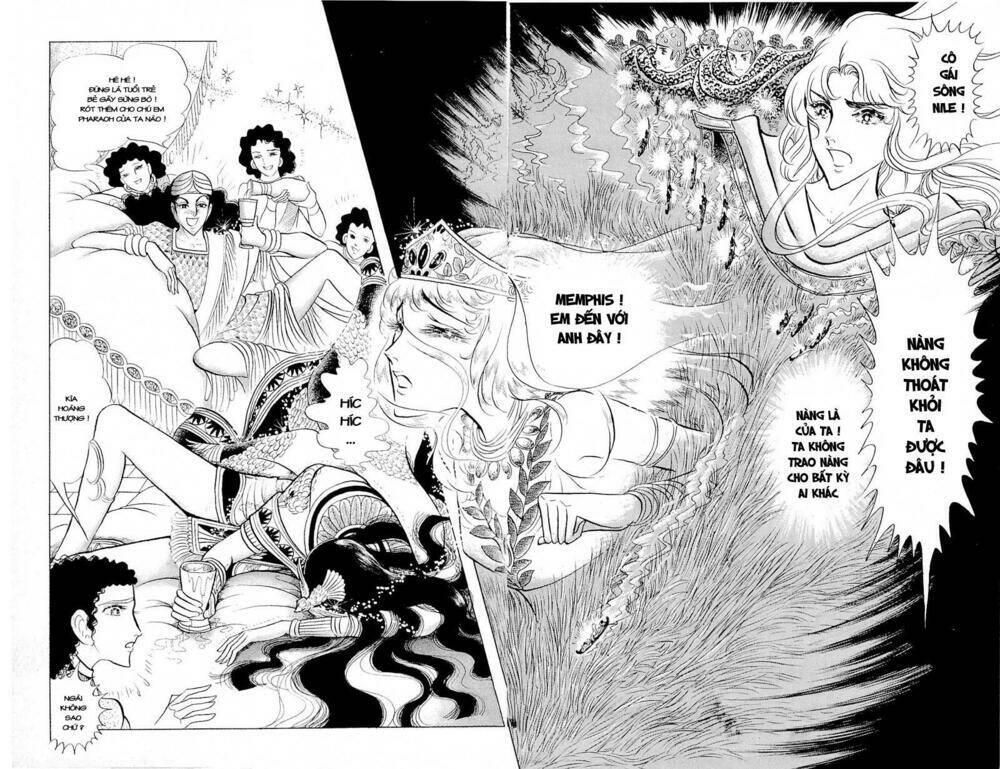 HÊ HÊ !
ĐÚNG LÀ TUỔI TRẺ
BẺ GÃY SỪNG BÒ !
RÓT THÊM CHO CHÚ EM
PHARAOH CỦA TA NÀO !
KÌA
HOÀNG
THƯỢNG !
NGÀI
KHÔNG
SAO
CHỨ ?
HÍC
HÍC
...
MEMPHIS !
EM ĐẾN VỚI
ANH ĐÂY !
CÔ
GÁI
SÔNG
NILE !
NÀNG
KHÔNG
THOÁT
KHỎI
TA
ĐƯỢC
ĐÂU !
NÀNG LÀ
CỦA TA !
TA KHÔNG
TRAO NÀNG
CHO BẤT KỲ
AI KHÁC